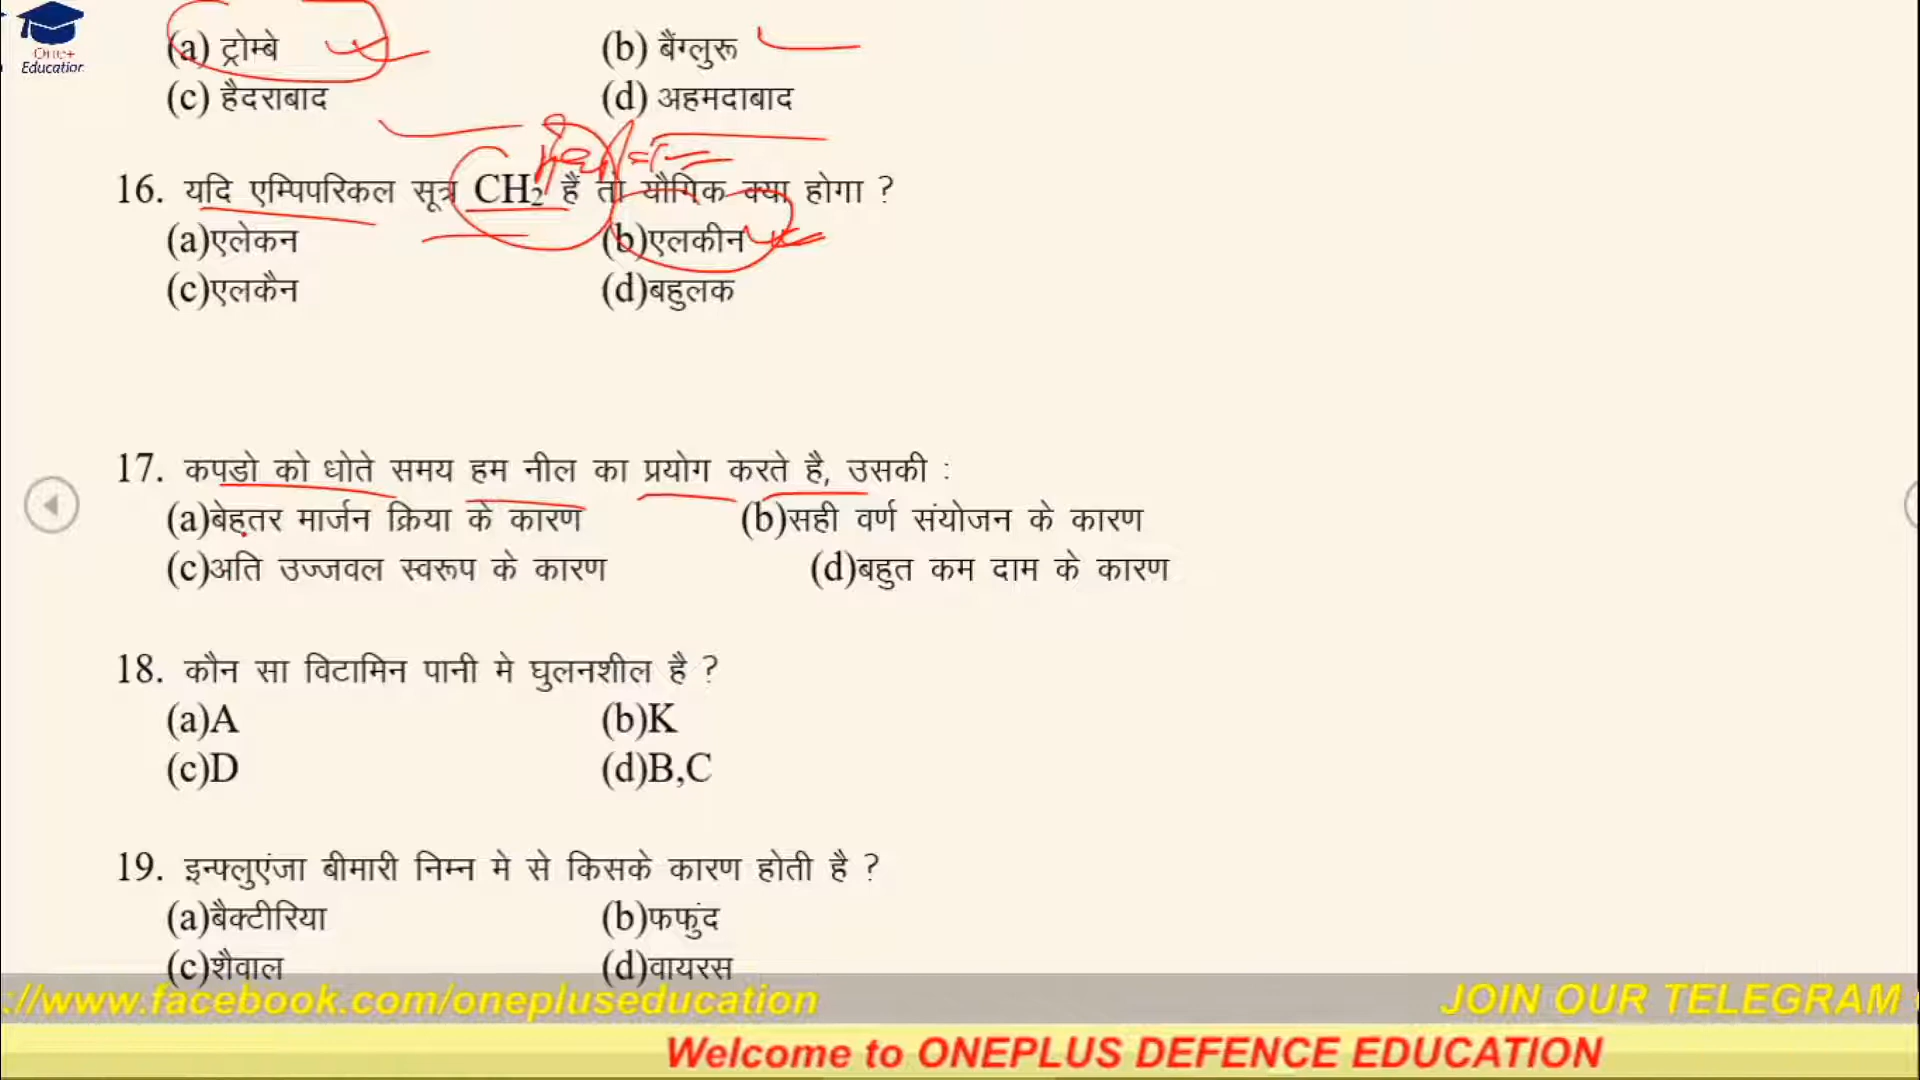 One+
Education
(a) ट्रोम्बे (b) बैंग्लुरू
(c) हैदराबाद (d) अहमदाबाद
16. यदि एम्पिपरिकल सूत्र CH₂ हैं तो यौगिक क्या होगा ?
(a)एलेकन (b)एलकीन
(c)एलकैन (d)बहुलक
17. कपडो को धोते समय हम नील का प्रयोग करते है, उसकी :
(a)बेहतर मार्जन क्रिया के कारण (b)सही वर्ण संयोजन के कारण
(c)अति उज्जवल स्वरूप के कारण (d)बहुत कम दाम के कारण
18. कौन सा विटामिन पानी मे घुलनशील है ?
(a)A (b)K
(c)D (d)B,C
19. इन्फ्लुएंजा बीमारी निम्न मे से किसके कारण होती है ?
(a)बैक्टीरिया (b)फफुंद
(c)शैवाल (d)वायरस
://www.facebook.com/onepluseducation JOIN OUR TELEGRAM
Welcome to ONEPLUS DEFENCE EDUCATION